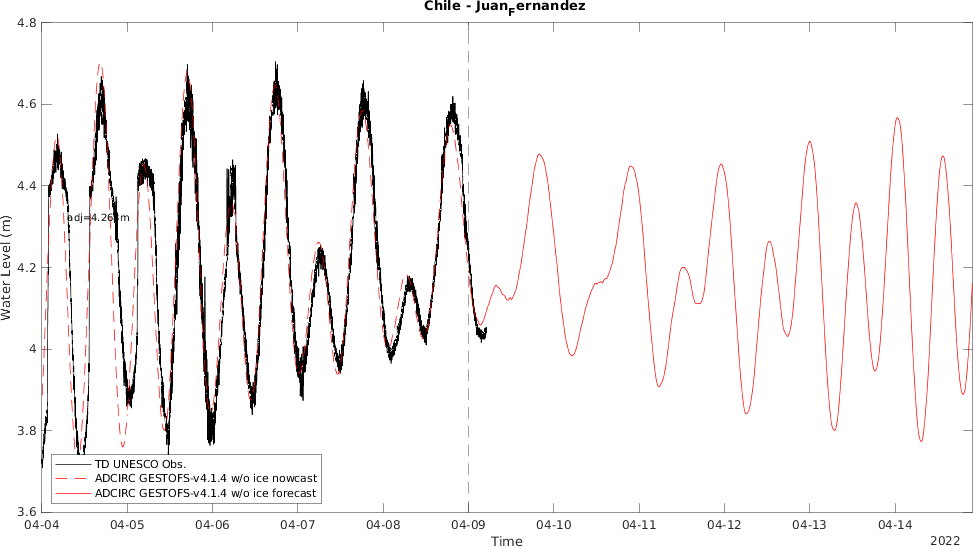 Chile - JuanFernandez
4.8
4.6
4.4
4.2
4
3.8
3.6
Water Level (m)
adj=4.263m
TD UNESCO Obs.
ADCIRC GESTOFS-v4.1.4 w/o ice nowcast
ADCIRC GESTOFS-v4.1.4 w/o ice forecast
04-04 04-05 04-06 04-07 04-08 04-09 04-10 04-11 04-12 04-13 04-14
Time
2022